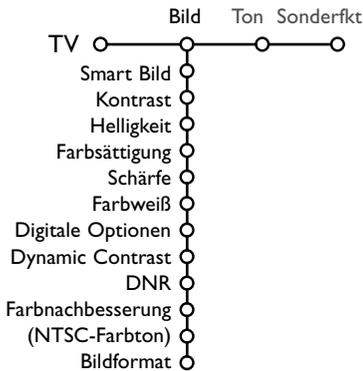 Bild Ton Sonderfkt
TV
Smart Bild
Kontrast
Helligkeit
Farbsättigung
Schärfe
Farbweiß
Digitale Optionen
Dynamic Contrast
DNR
Farbnachbesserung
(NTSC-Farbton)
Bildformat